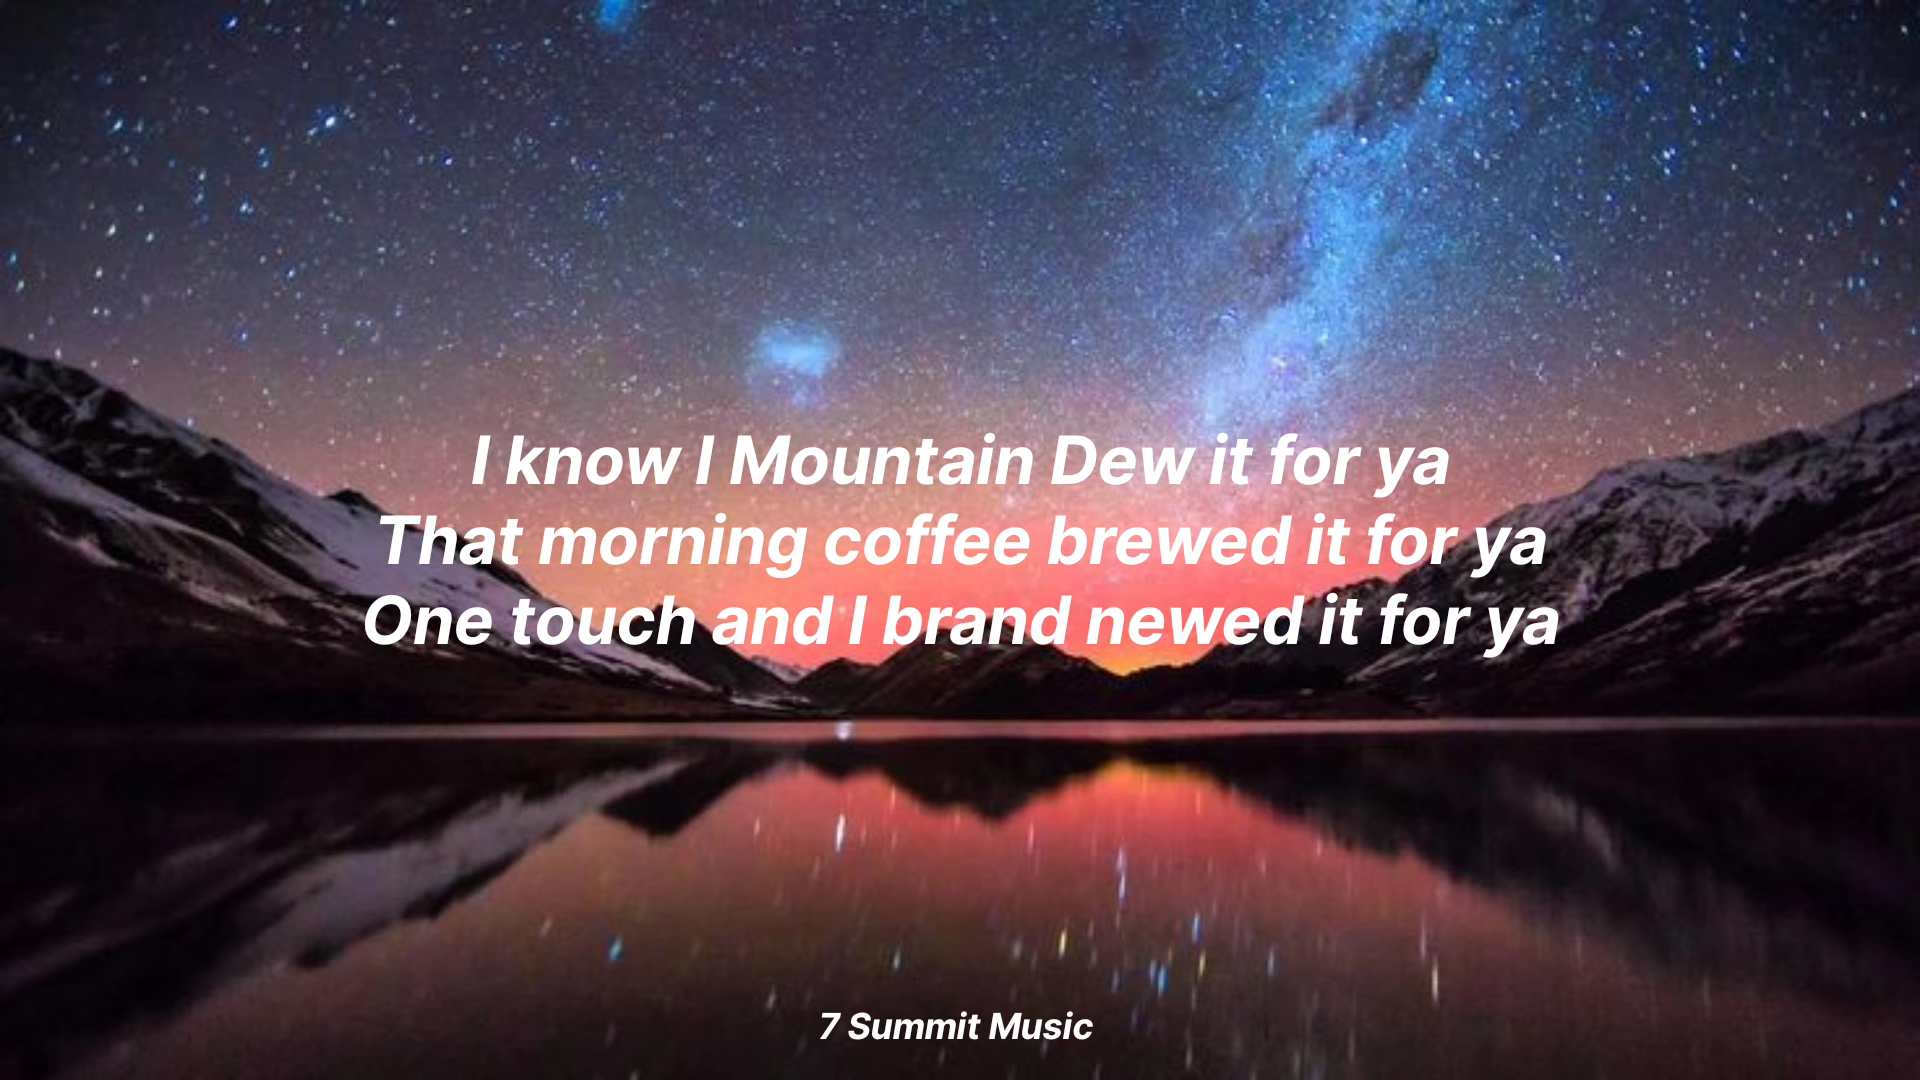 I know I Mountain Dew it for ya
That morning coffee brewed it for ya
One touch and I brand newed it for ya
7 Summit Music